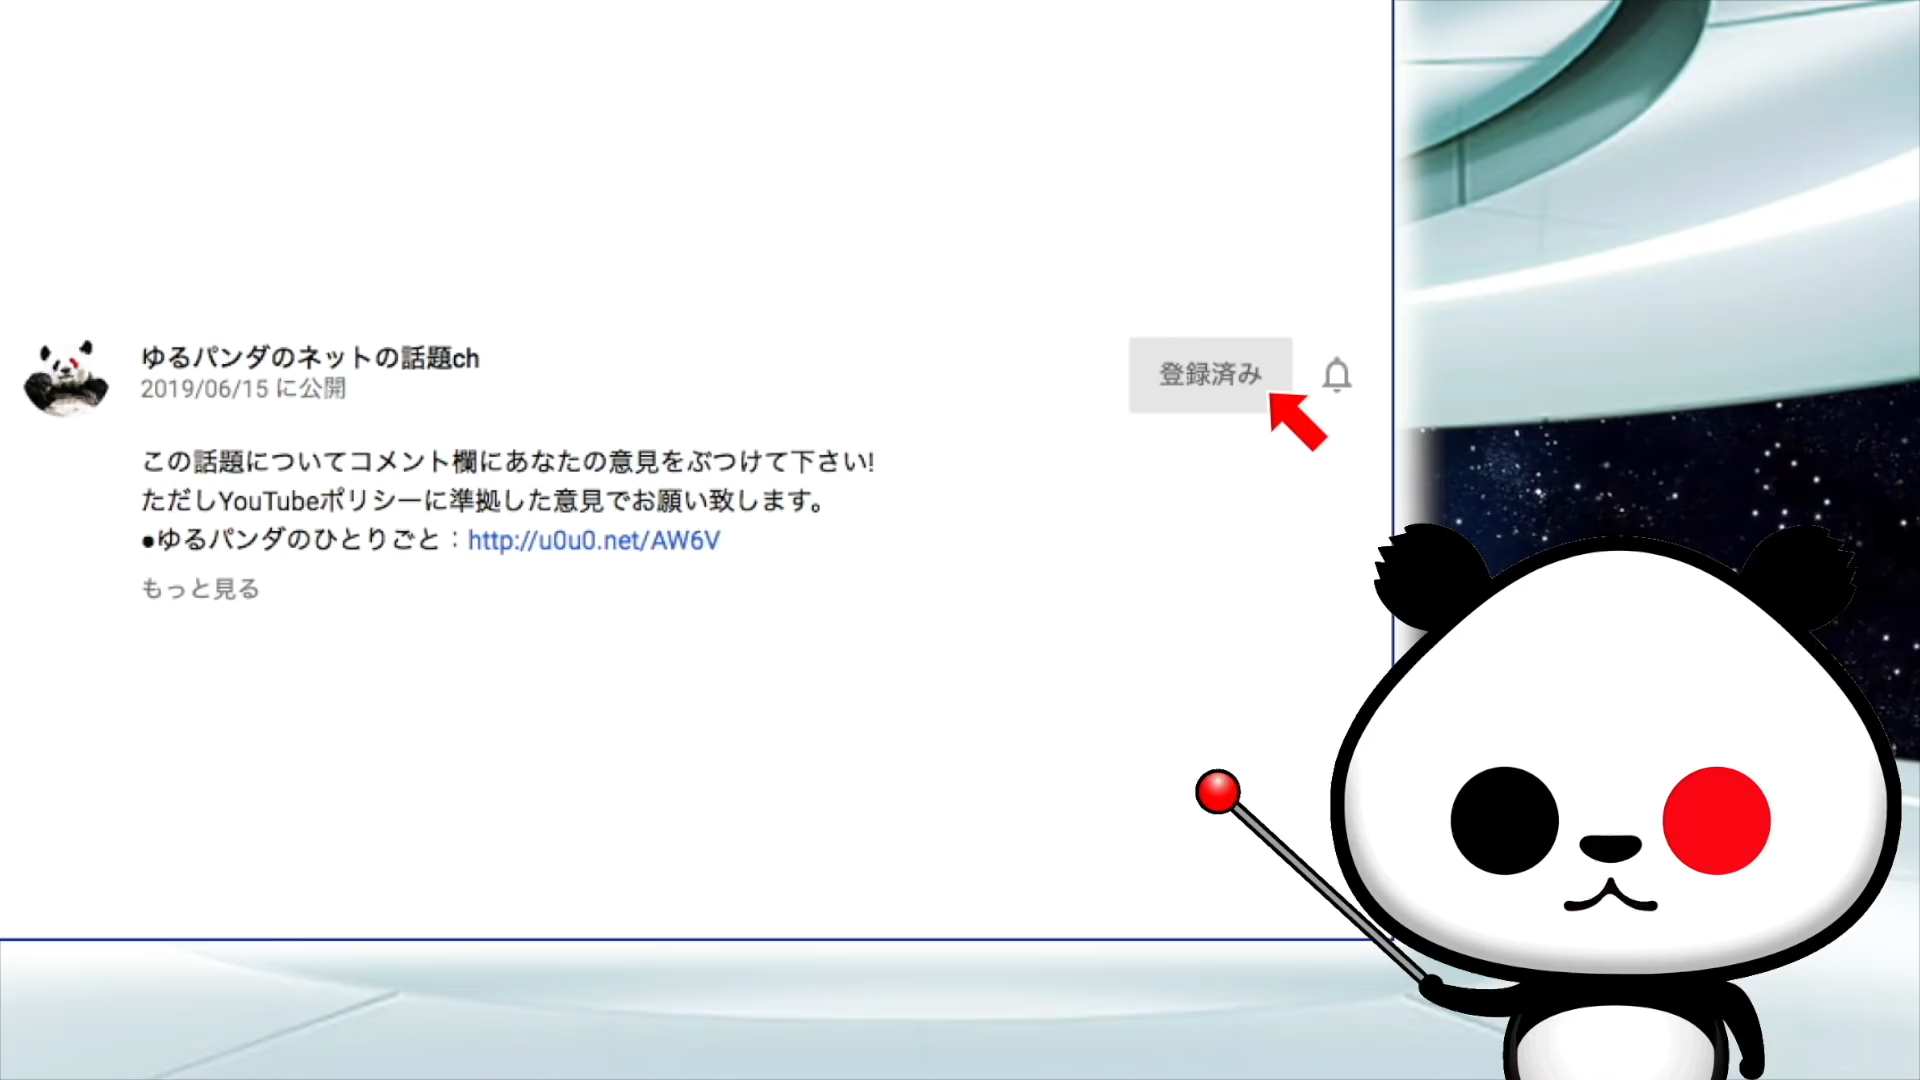 ゆるパンダのネットの話題ch
2019/06/15 に公開
登録済み
この話題についてコメント欄にあなたの意見をぶつけて下さい!
ただしYouTubeポリシーに準拠した意見でお願い致します。
●ゆるパンダのひとりごと：http://u0u0.net/AW6V
もっと見る